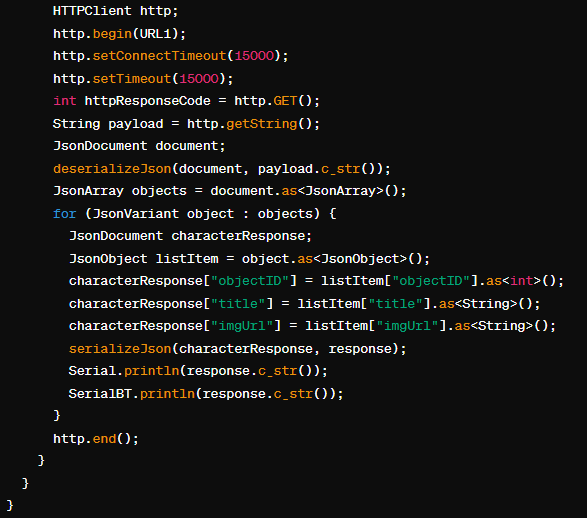 HTTPClient http;
http.begin(URL1);
http.setConnectTimeout(15000);
http.setTimeout(15000);
int httpResponseCode = http.GET();
String payload = http.getString();
JsonDocument document;
deserializeJson(document, payload.c_str());
JsonArray objects = document.as<JsonArray>();
for (JsonVariant object : objects) {
JsonDocument characterResponse;
JsonObject listItem = object.as<JsonObject>();
characterResponse["objectID"] = listItem["objectID"].as<int>();
characterResponse["title"] = listItem["title"].as<String>();
characterResponse["imgUrl"] = listItem["imgUrl"].as<String>();
serializeJson(characterResponse, response);
Serial.println(response.c_str());
SerialBT.println(response.c_str());
}
http.end();
}
}
}